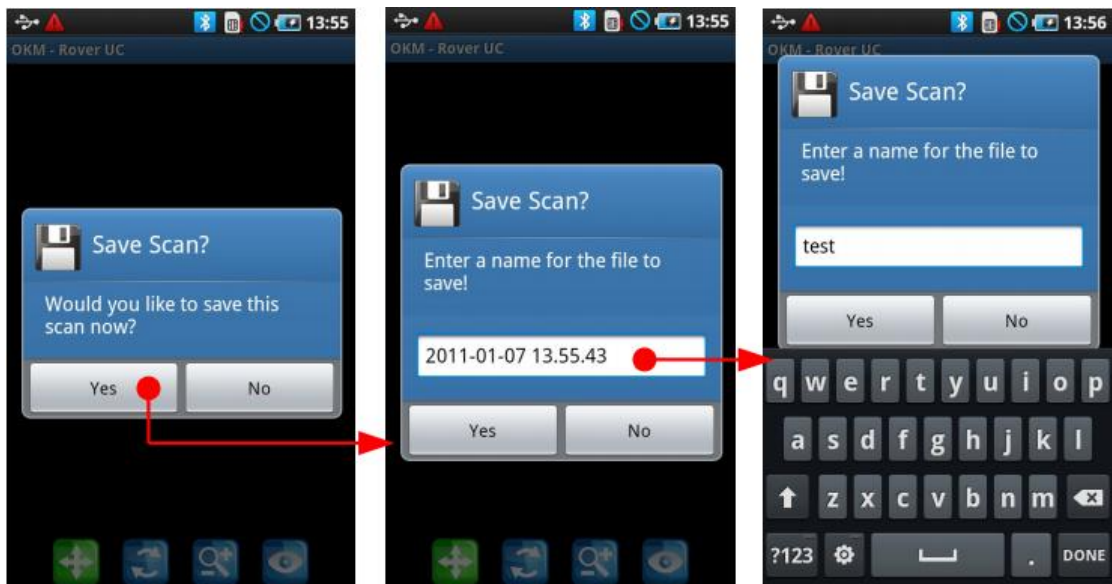 13:55
OKM - Rover UC
Save Scan?
Would you like to save this
scan now?
Yes No
13:55
OKM - Rover UC
Save Scan?
Enter a name for the file to
save!
2011-01-07 13.55.43
Yes No
13:56
OKM - Rover UC
Save Scan?
Enter a name for the file to
save!
test
Yes No
q w e r t y u i o p
a s d f g h j k l
z x c v b n m
?123 . DONE